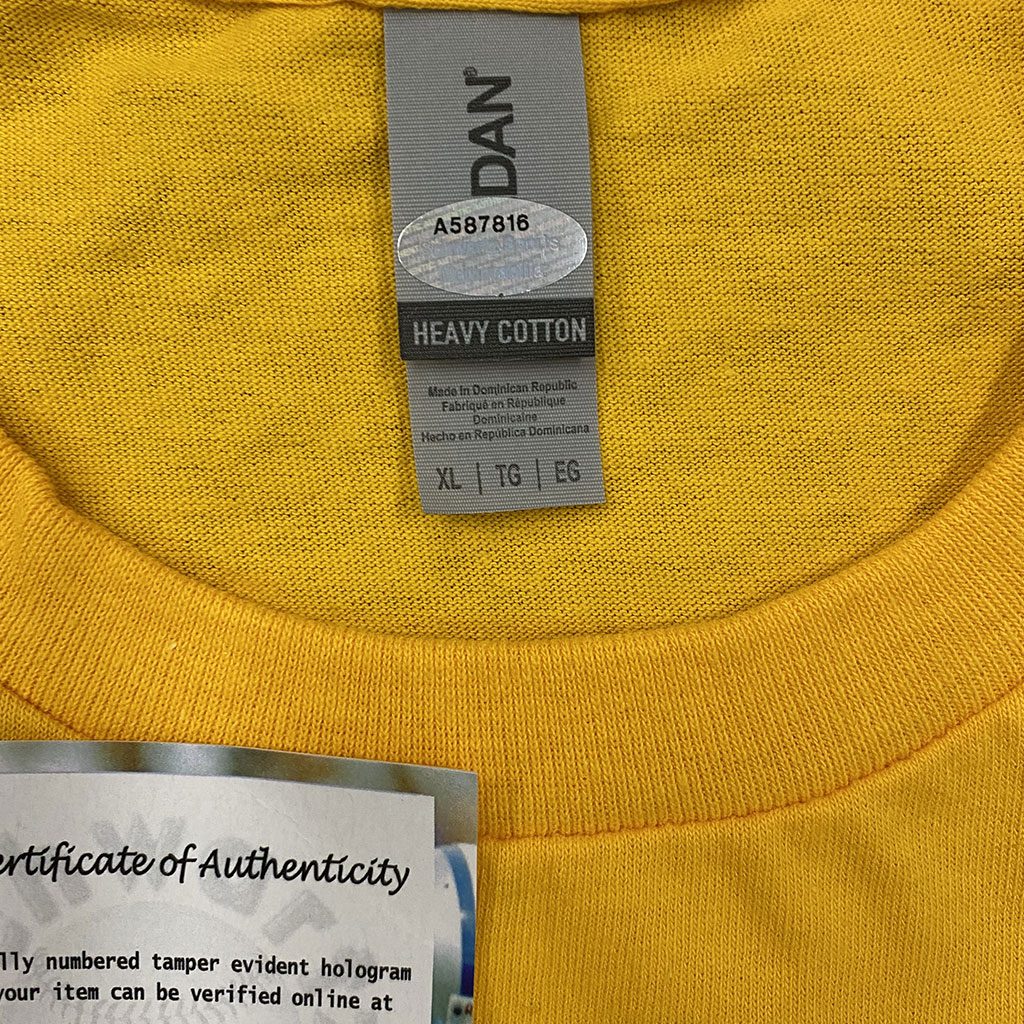 DAN®
A587816
HEAVY COTTON
Made in Dominican Republic
Fabriqué en République
Dominicaine
Hecho en República Dominicana
XL | TG | EG
ertificate of Authenticity
lly numbered tamper evident hologram
your item can be verified online at